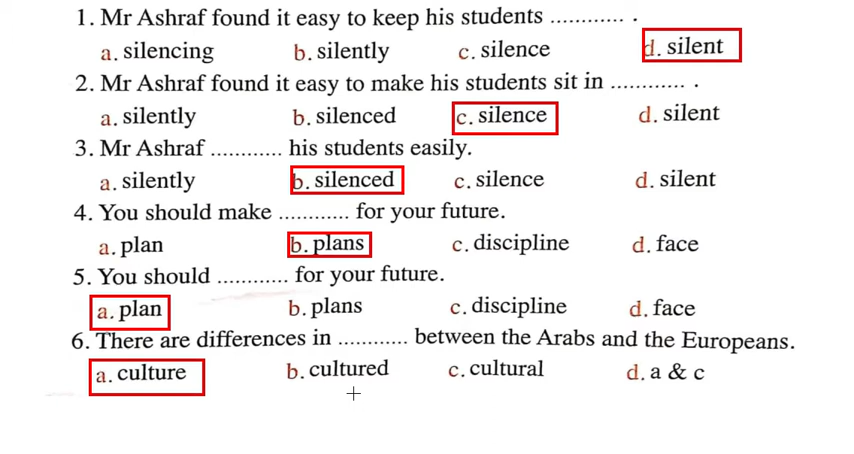 1. Mr Ashraf found it easy to keep his students ............ .
a. silencing b. silently c. silence d. silent
2. Mr Ashraf found it easy to make his students sit in ............ .
a. silently b. silenced c. silence d. silent
3. Mr Ashraf ............ his students easily.
a. silently b. silenced c. silence d. silent
4. You should make ............ for your future.
a. plan b. plans c. discipline d. face
5. You should ............ for your future.
a. plan b. plans c. discipline d. face
6. There are differences in ............ between the Arabs and the Europeans.
a. culture b. cultured c. cultural d. a & c